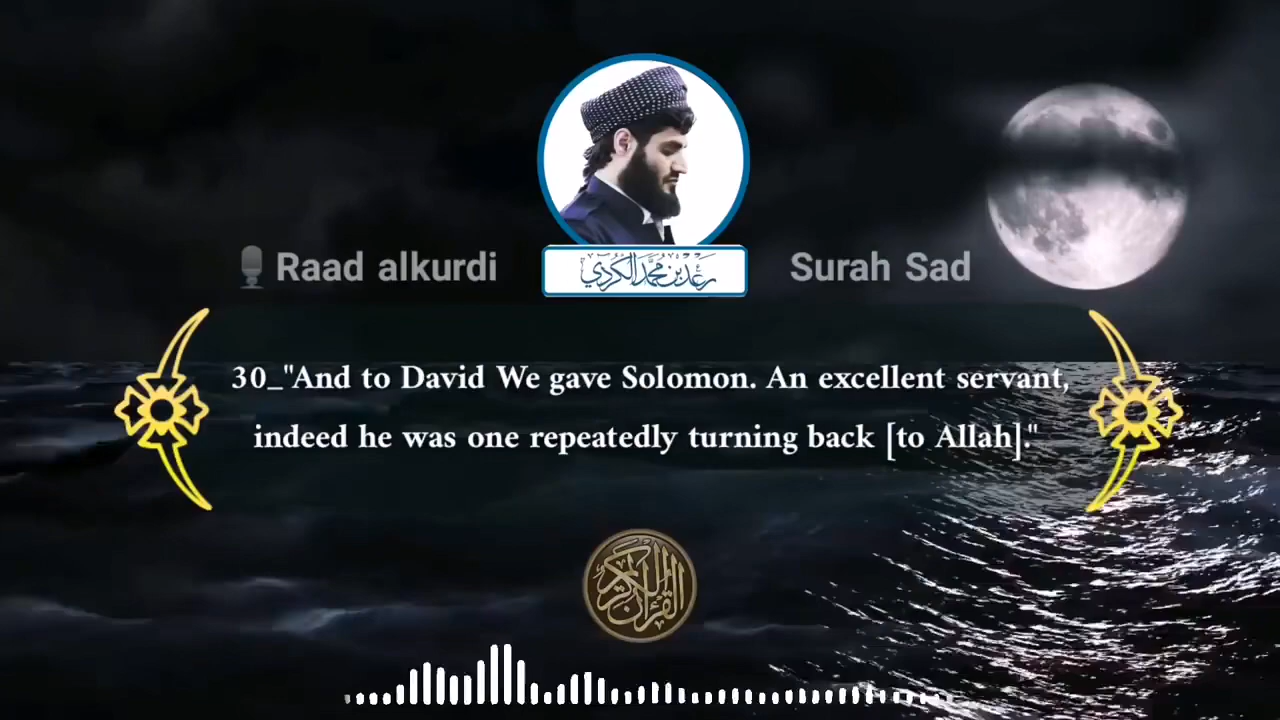 Raad alkurdi
رعد بن محمد الكردي
Surah Sad
30_"And to David We gave Solomon. An excellent servant,
indeed he was one repeatedly turning back [to Allah]."
القرآن الكريم